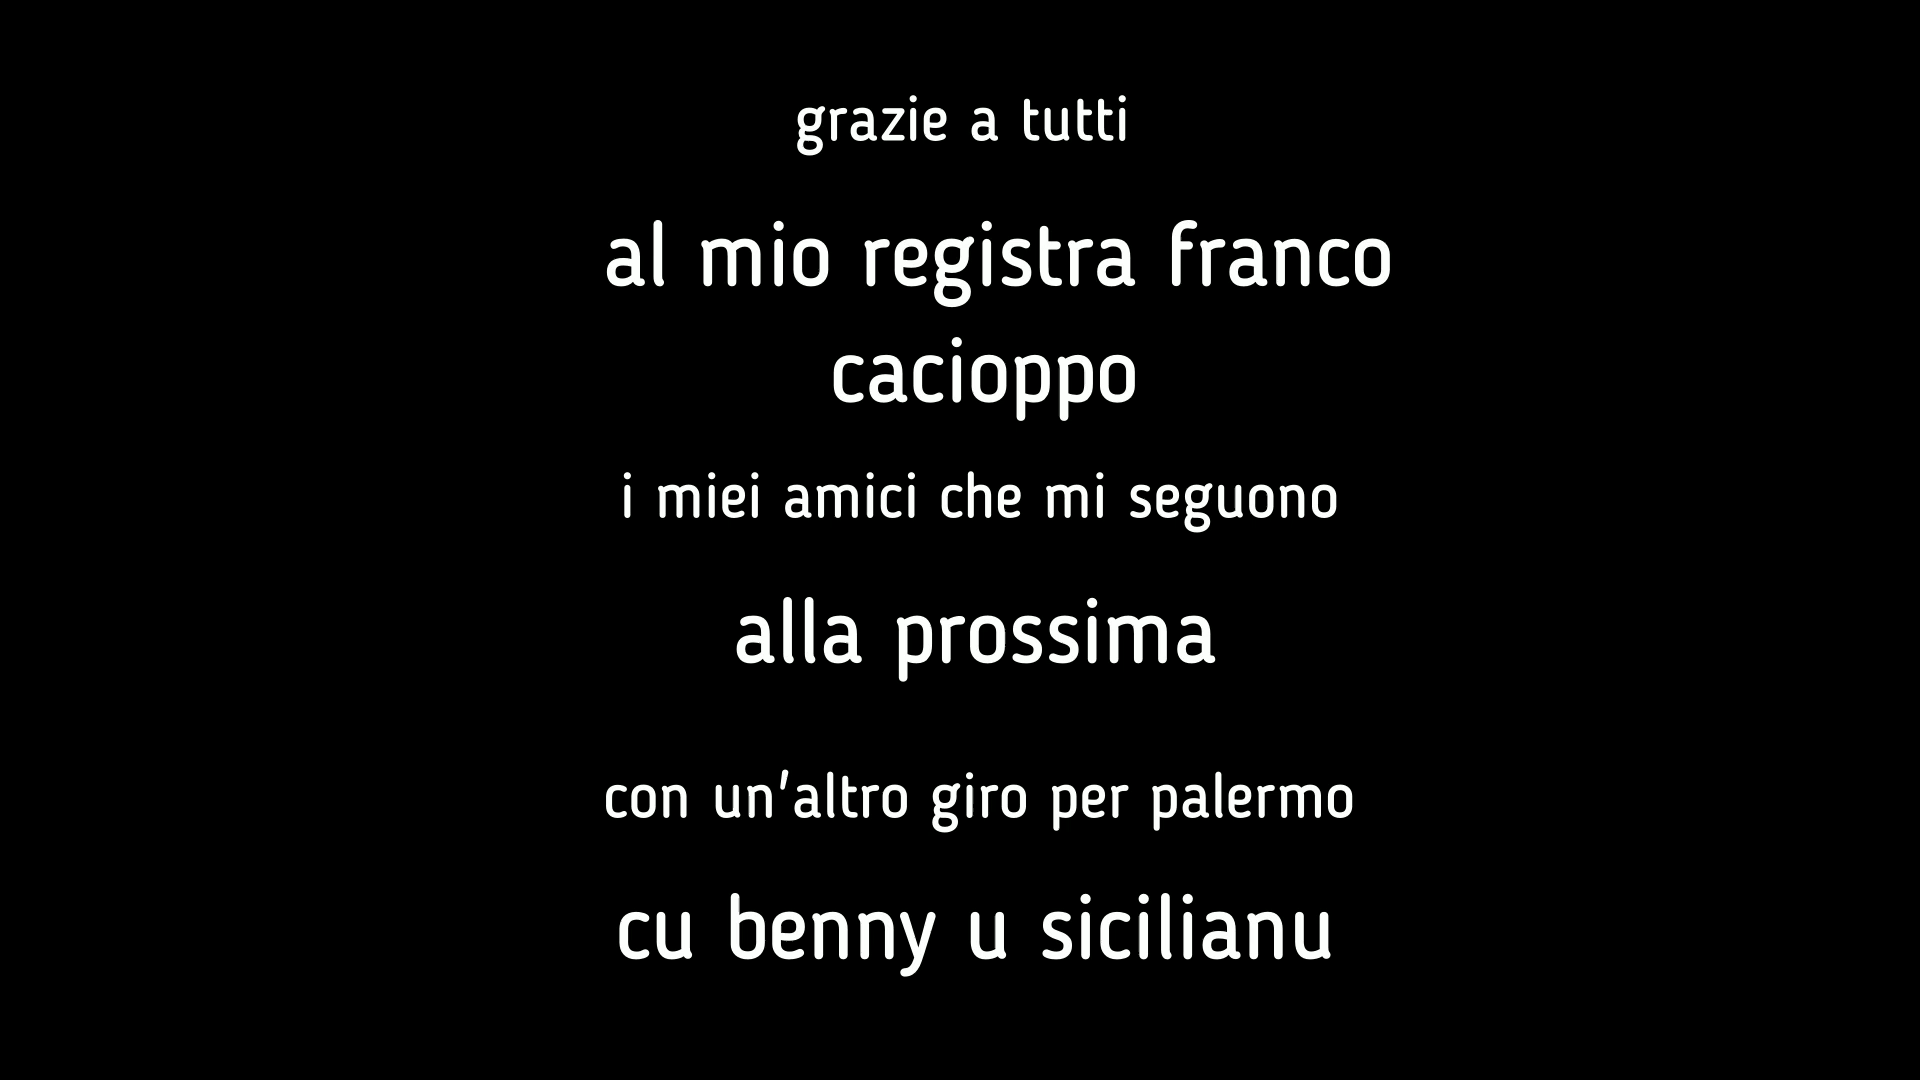 grazie a tutti
al mio registra franco
cacioppo
i miei amici che mi seguono
alla prossima
con un'altro giro per palermo
cu benny u sicilianu